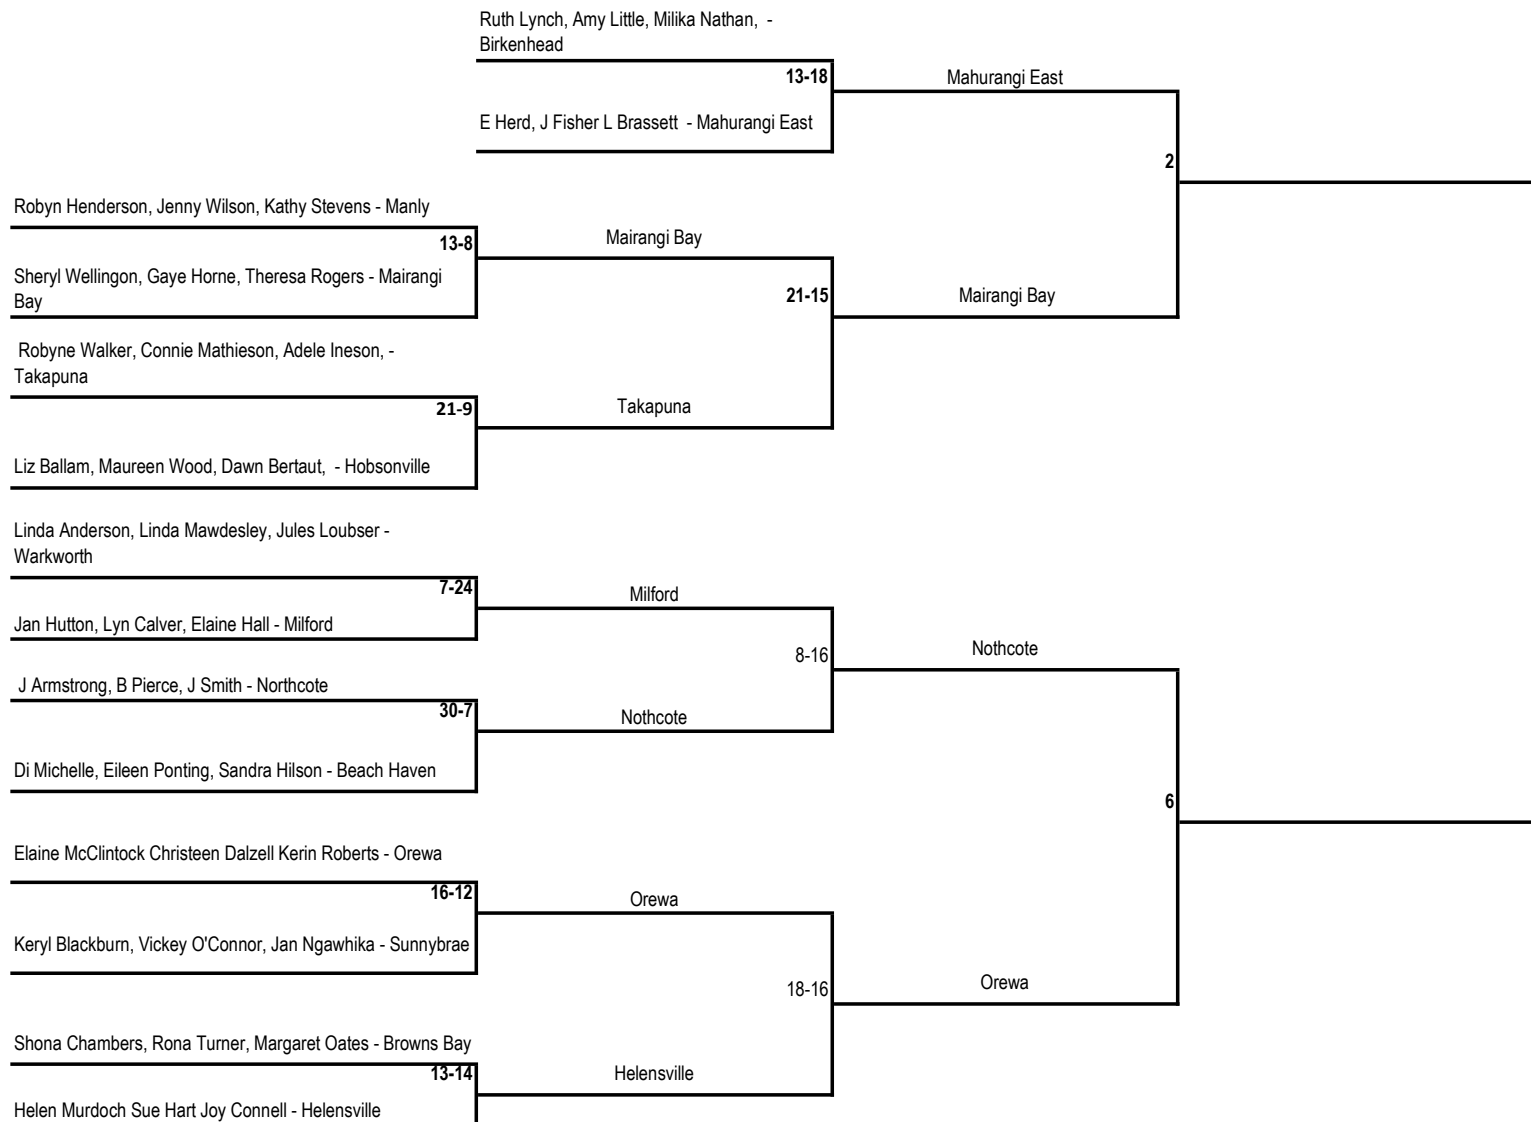 Ruth Lynch, Amy Little, Milika Nathan,  -
Birkenhead
13-18
Mahurangi East
E Herd, J Fisher L Brassett  - Mahurangi East
2
Robyn Henderson, Jenny Wilson, Kathy Stevens - Manly
13-8
Mairangi Bay
Sheryl Wellingon, Gaye Horne, Theresa Rogers - Mairangi
Bay
21-15
Mairangi Bay
Robyne Walker, Connie Mathieson, Adele Ineson, -
Takapuna
21-9
Takapuna
Liz Ballam, Maureen Wood, Dawn Bertaut,  - Hobsonville
Linda Anderson, Linda Mawdesley, Jules Loubser -
Warkworth
7-24
Milford
Jan Hutton, Lyn Calver, Elaine Hall - Milford
8-16
Nothcote
J Armstrong, B Pierce, J Smith - Northcote
30-7
Nothcote
Di Michelle, Eileen Ponting, Sandra Hilson - Beach Haven
6
Elaine McClintock Christeen Dalzell Kerin Roberts - Orewa
16-12
Orewa
Keryl Blackburn, Vickey O'Connor, Jan Ngawhika - Sunnybrae
18-16
Orewa
Shona Chambers, Rona Turner, Margaret Oates - Browns Bay
13-14
Helensville
Helen Murdoch Sue Hart Joy Connell - Helensville